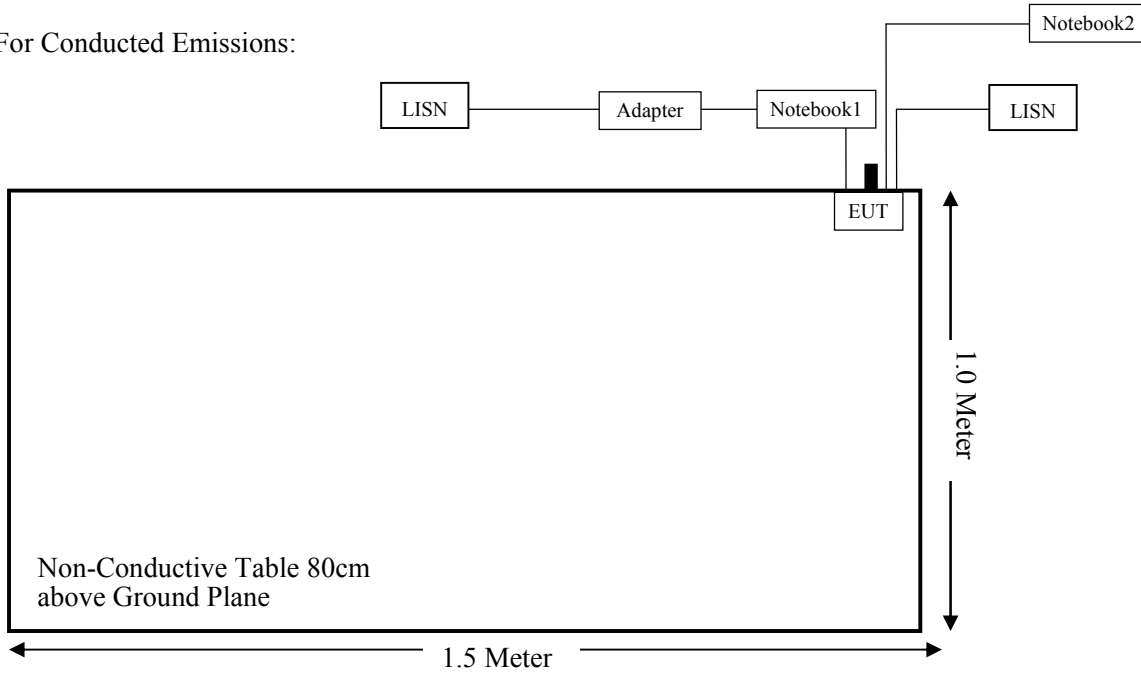 Notebook2
For Conducted Emissions:
LISN
Adapter
Notebook1
LISN
EUT
1.0 Meter
Non-Conductive Table 80cm
above Ground Plane
1.5 Meter